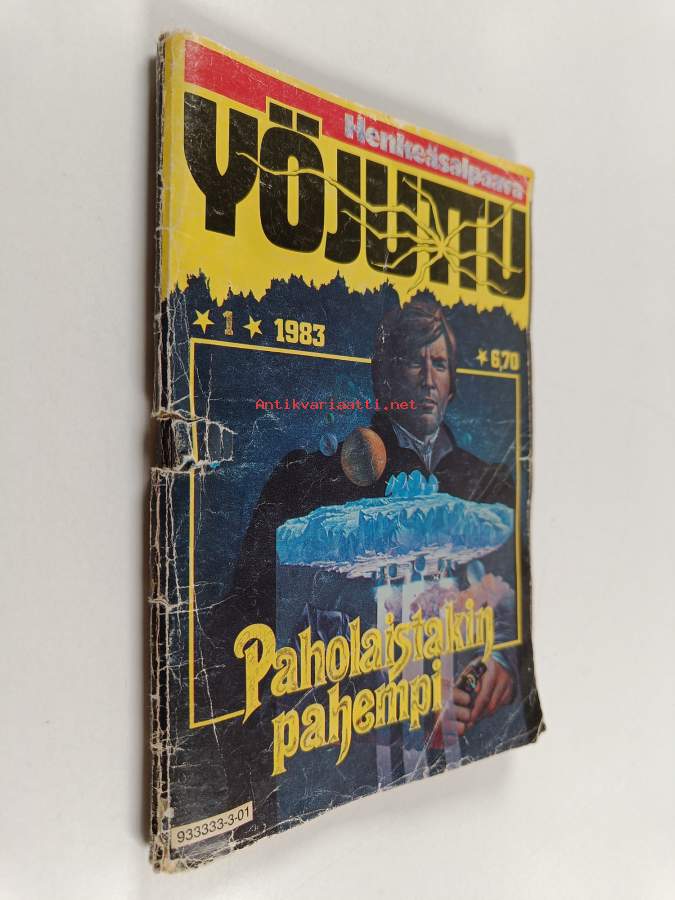 Henkeäsalpaava
YÖJUTTU
★ 1 ★ 1983
★ 6,70
Antikvariaatti.net
Paholaistakin
pahempi
933333-3-01